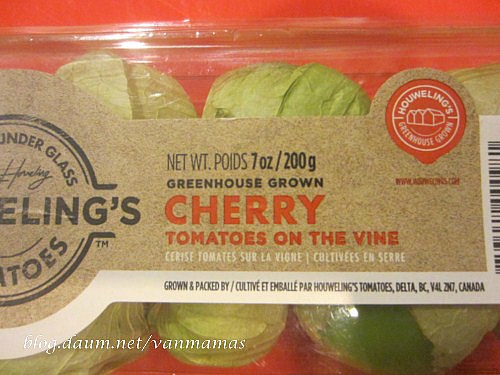 UNDER GLASS
Houweling
ELING'S
TM
TOES
NET WT. POIDS 7 oz / 200 g
GREENHOUSE GROWN
CHERRY
TOMATOES ON THE VINE
CERISE TOMATES SUR LA VIGNE | CULTIVÉES EN SERRE
GROWN & PACKED BY / CULTIVÉ ET EMBALLÉ PAR HOUWELING'S TOMATOES, DELTA, BC, V4L 2N7, CANADA
HOUWELING'S
GREENHOUSE GROWN
WWW.HOUWELINGS.COM
blog.daum.net/vanmamas